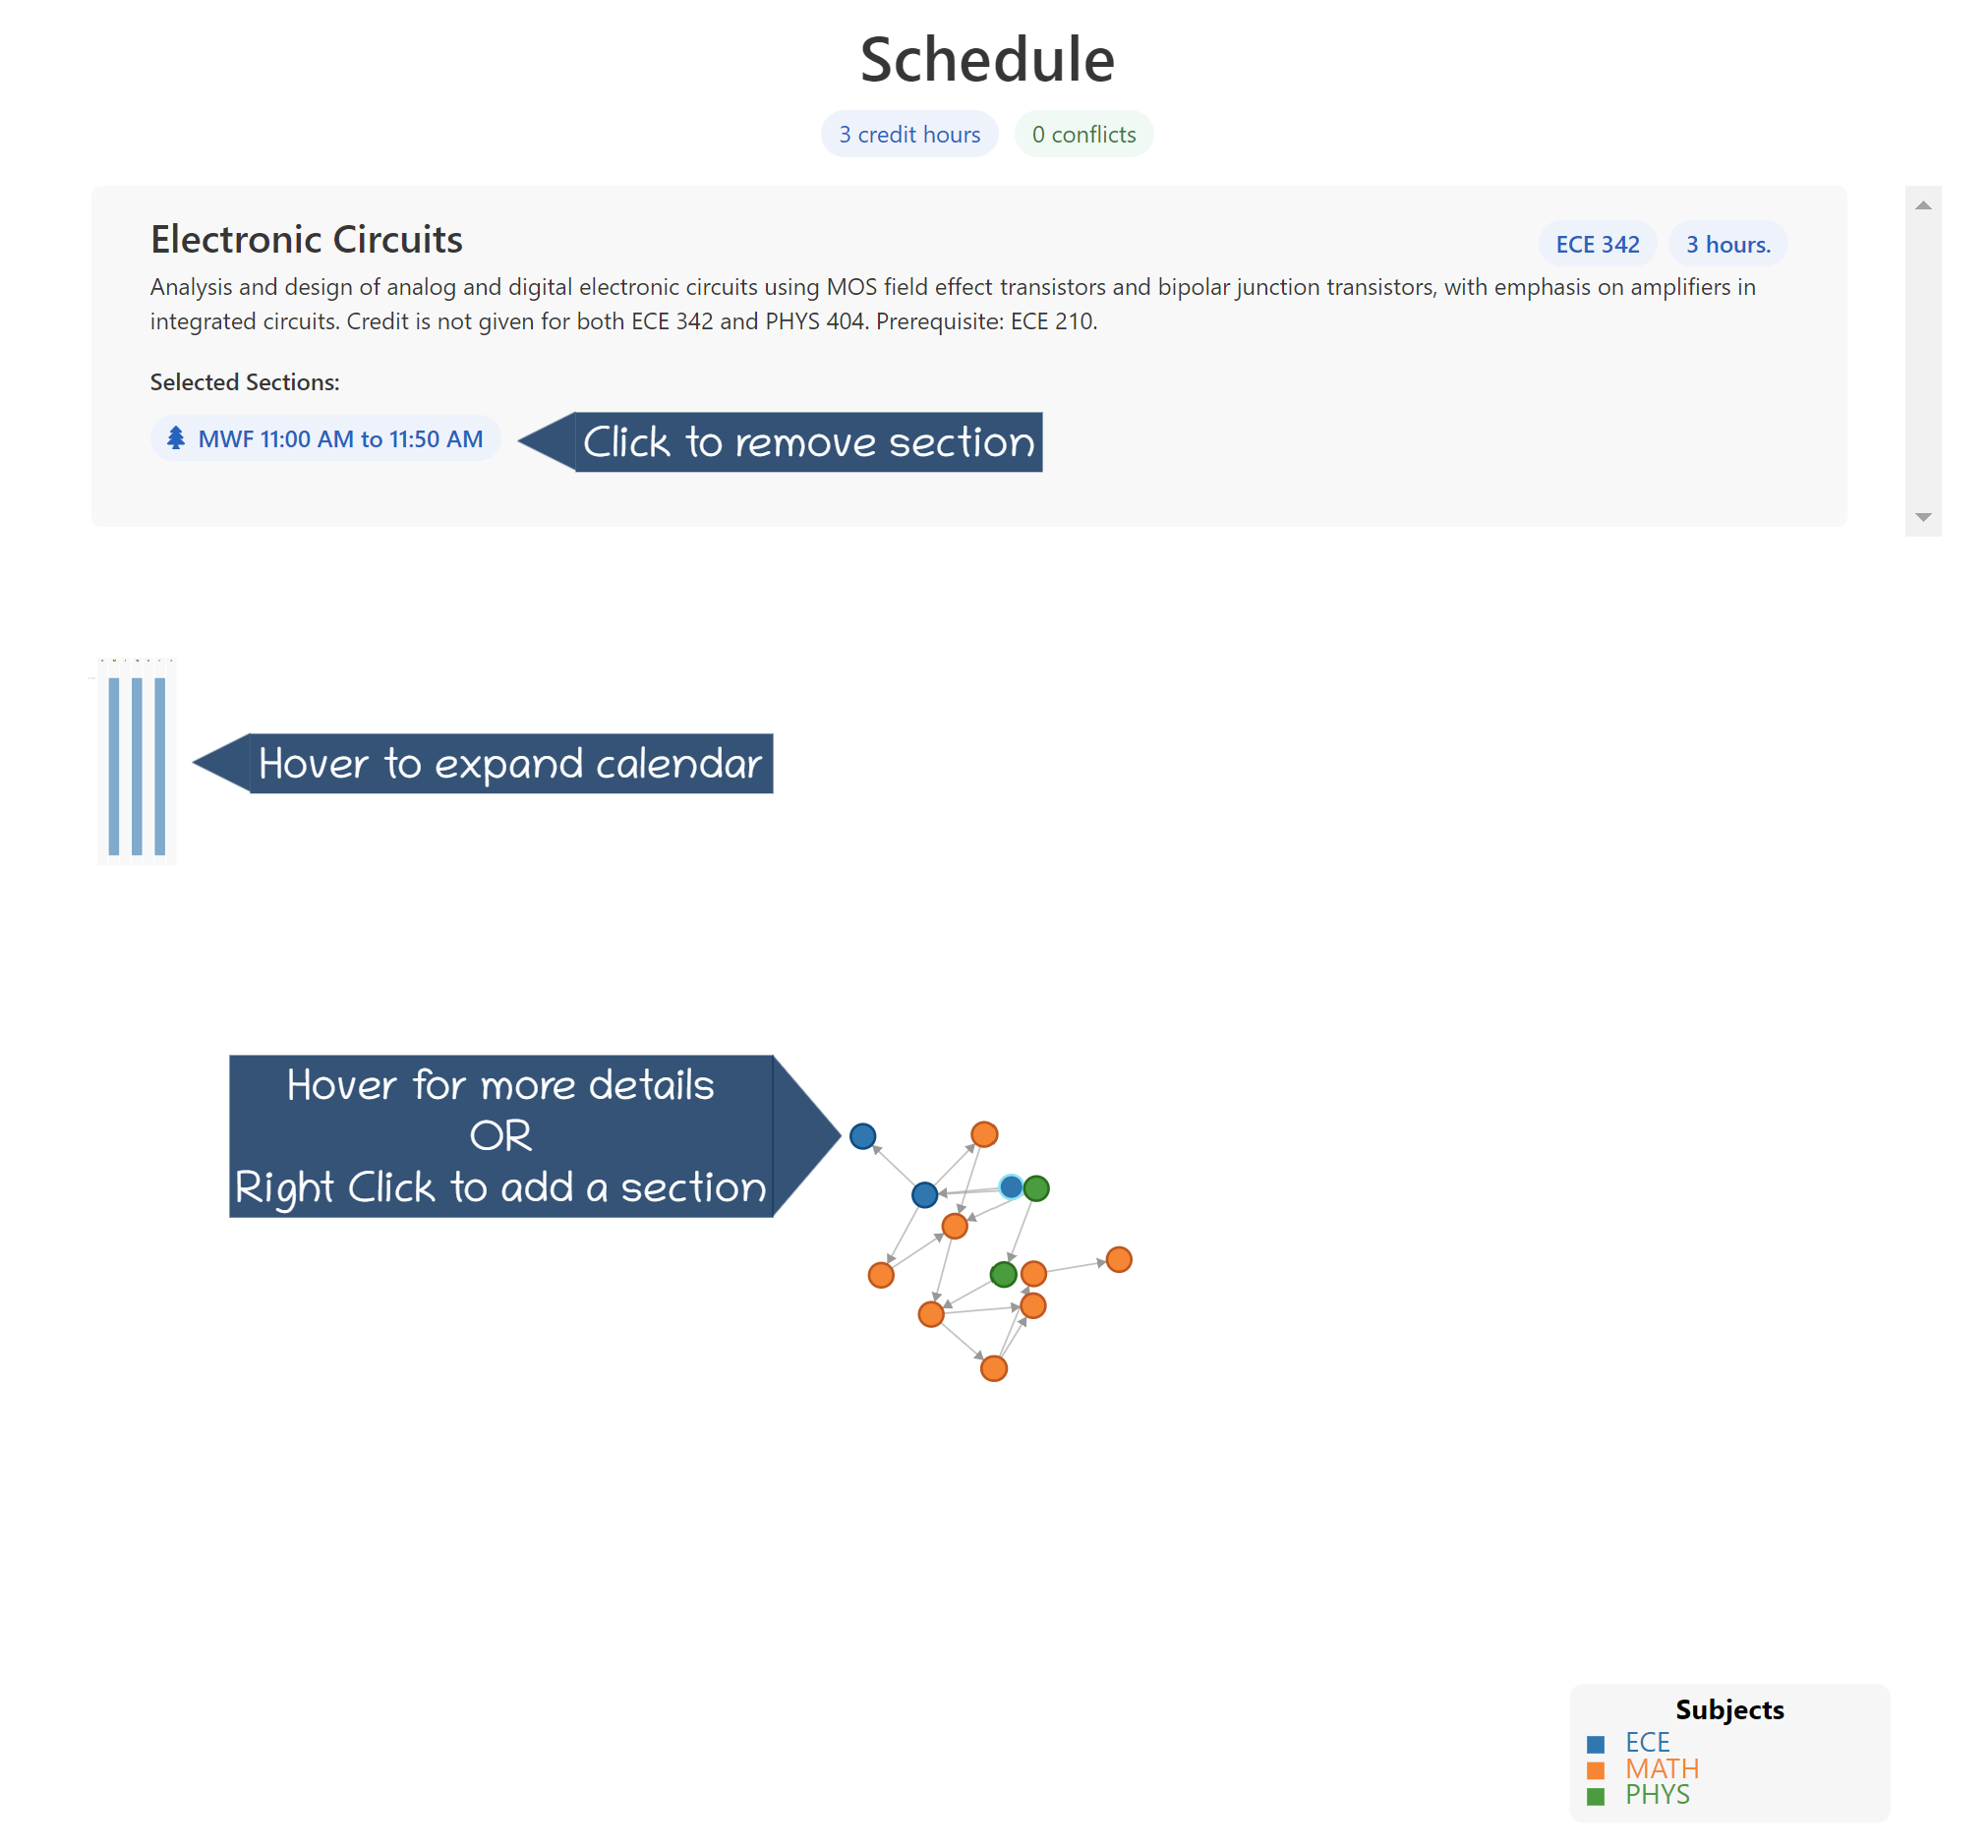 Schedule
3 credit hours
0 conflicts
Electronic Circuits
ECE 342
3 hours.
Analysis and design of analog and digital electronic circuits using MOS field effect transistors and bipolar junction transistors, with emphasis on amplifiers in
integrated circuits. Credit is not given for both ECE 342 and PHYS 404. Prerequisite: ECE 210.
Selected Sections:
MWF 11:00 AM to 11:50 AM
Click to remove section
Hover to expand calendar
Hover for more details
OR
Right Click to add a section
Subjects
ECE
MATH
PHYS